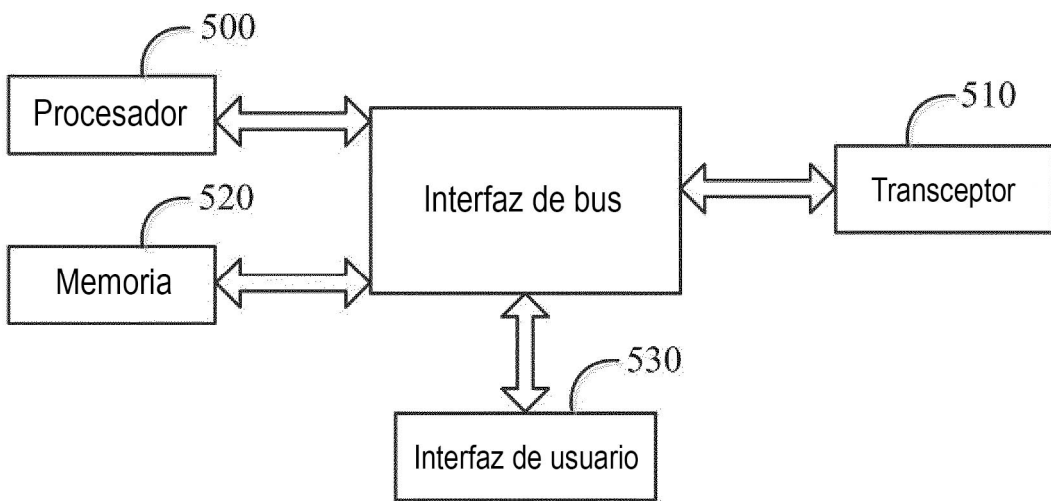 500
Procesador
510
Interfaz de bus
Transceptor
520
Memoria
530
Interfaz de usuario